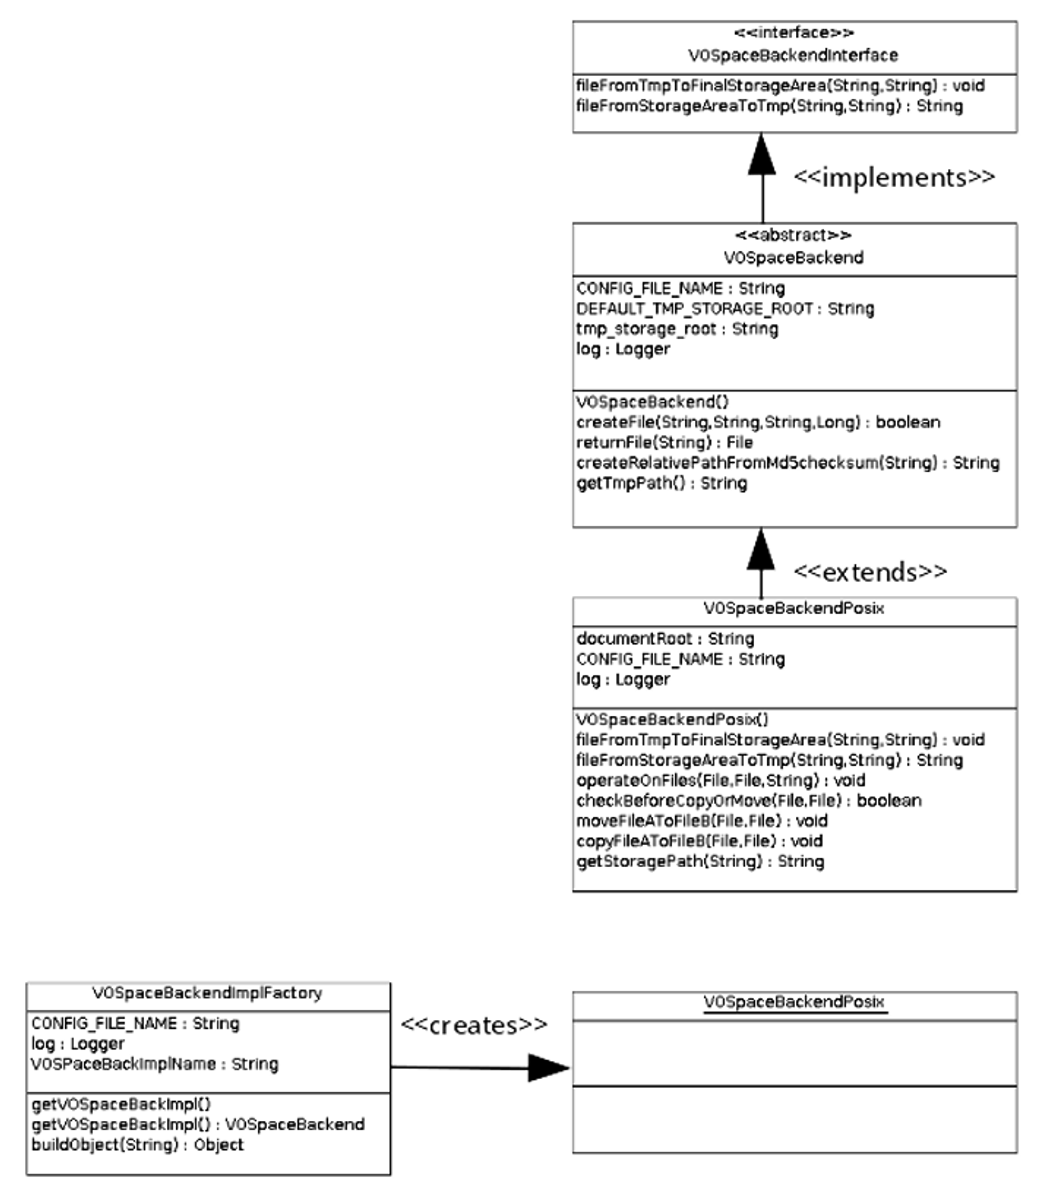 <<interface>>
VOSpaceBackendInterface
fileFromTmpToFinalStorageArea(String,String) : void
fileFromStorageAreaToTmp(String,String) : String
<<implements>>
<<abstract>>
VOSpaceBackend
CONFIG_FILE_NAME : String
DEFAULT_TMP_STORAGE_ROOT : String
tmp_storage_root : String
log : Logger
VOSpaceBackend()
createFile(String,String,String,Long) : boolean
returnFile(String) : File
createRelativePathFromMd5checksum(String) : String
getTmpPath() : String
<<extends>>
VOSpaceBackendPosix
documentRoot : String
CONFIG_FILE_NAME : String
log : Logger
VOSpaceBackendPosix()
fileFromTmpToFinalStorageArea(String,String) : void
fileFromStorageAreaToTmp(String,String) : String
operateOnFiles(File,File,String) : void
checkBeforeCopyOrMove(File,File) : boolean
moveFileAToFileB(File,File) : void
copyFileAToFileB(File,File) : void
getStoragePath(String) : String
VOSpaceBackendImplFactory
CONFIG_FILE_NAME : String
log : Logger
VOSPaceBackImplName : String
getVOSpaceBackImpl()
getVOSpaceBackImpl() : VOSpaceBackend
buildObject(String) : Object
<<creates>>
VOSpaceBackendPosix